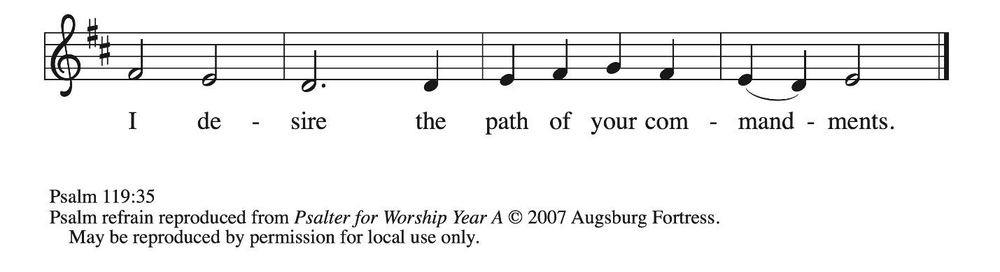 I de - sire the path of your com - mand - ments.
Psalm 119:35
Psalm refrain reproduced from Psalter for Worship Year A © 2007 Augsburg Fortress.
May be reproduced by permission for local use only.